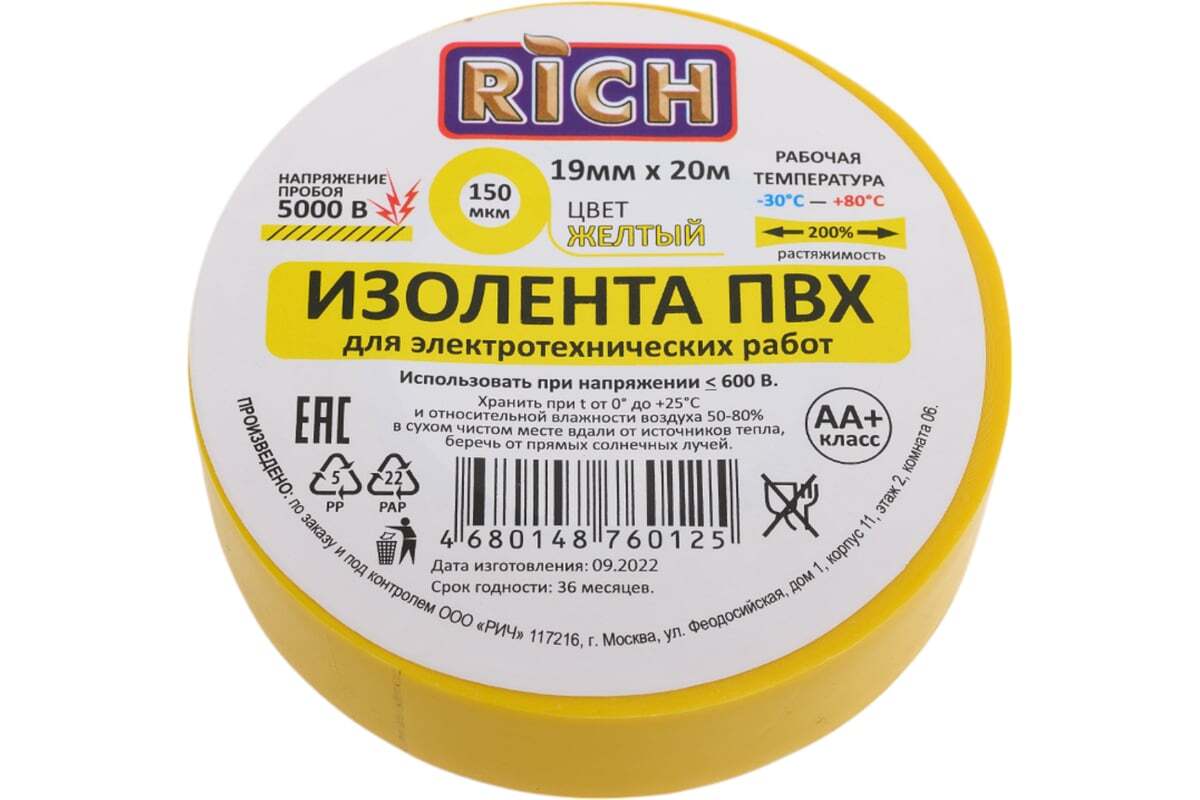 RICH
НАПРЯЖЕНИЕ
ПРОБОЯ
5000 В
150
мкм
19мм х 20м
ЦВЕТ
ЖЕЛТЫЙ
РАБОЧАЯ
ТЕМПЕРАТУРА
-30°С — +80°С
200%
растяжимость
ИЗОЛЕНТА ПВХ
для электротехнических работ
Использовать при напряжении ≤ 600 В.
Хранить при t от 0° до +25°С
и относительной влажности воздуха 50-80%
в сухом чистом месте вдали от источников тепла,
беречь от прямых солнечных лучей.
ЕАС
АА+
класс
5
PP
22
PAP
4 680148 760125
Дата изготовления: 09.2022
Срок годности: 36 месяцев.
ПРОИЗВЕДЕНО: по заказу и под контролем ООО «РИЧ» 117216, г. Москва, ул. Феодосийская, дом 1, корпус 11, этаж 2, комната 06.